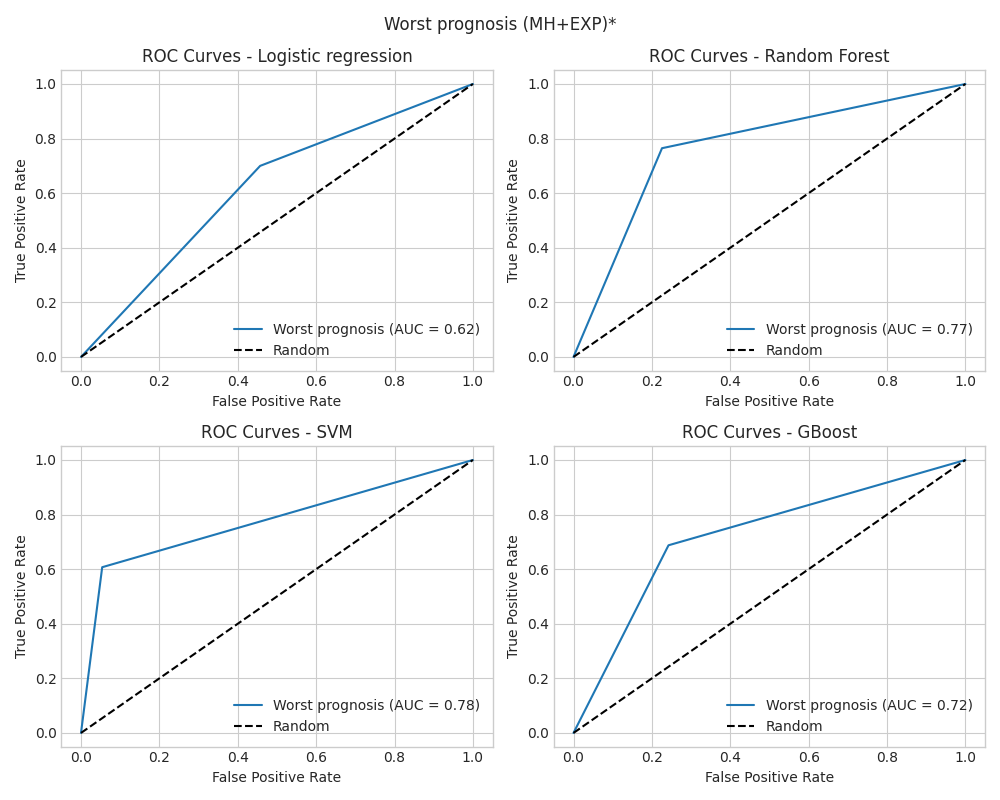 Worst prognosis (MH+EXP)*
ROC Curves - Logistic regression
True Positive Rate
1.0
0.8
0.6
0.4
0.2
0.0
Worst prognosis (AUC = 0.62)
Random
0.0 0.2 0.4 0.6 0.8 1.0
False Positive Rate
ROC Curves - Random Forest
True Positive Rate
1.0
0.8
0.6
0.4
0.2
0.0
Worst prognosis (AUC = 0.77)
Random
0.0 0.2 0.4 0.6 0.8 1.0
False Positive Rate
ROC Curves - SVM
True Positive Rate
1.0
0.8
0.6
0.4
0.2
0.0
Worst prognosis (AUC = 0.78)
Random
0.0 0.2 0.4 0.6 0.8 1.0
False Positive Rate
ROC Curves - GBoost
True Positive Rate
1.0
0.8
0.6
0.4
0.2
0.0
Worst prognosis (AUC = 0.72)
Random
0.0 0.2 0.4 0.6 0.8 1.0
False Positive Rate